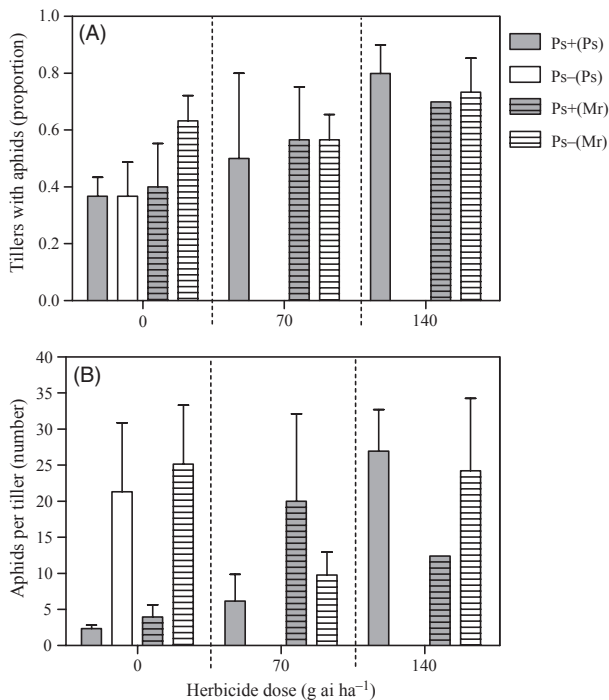 (A)
Tillers with aphids (proportion)
1.0
0.8
0.6
0.4
0.2
0.0
0
70
140
Ps+(Ps)
Ps–(Ps)
Ps+(Mr)
Ps–(Mr)
(B)
Aphids per tiller (number)
40
35
30
25
20
15
10
5
0
0
70
140
Herbicide dose (g ai ha⁻¹)